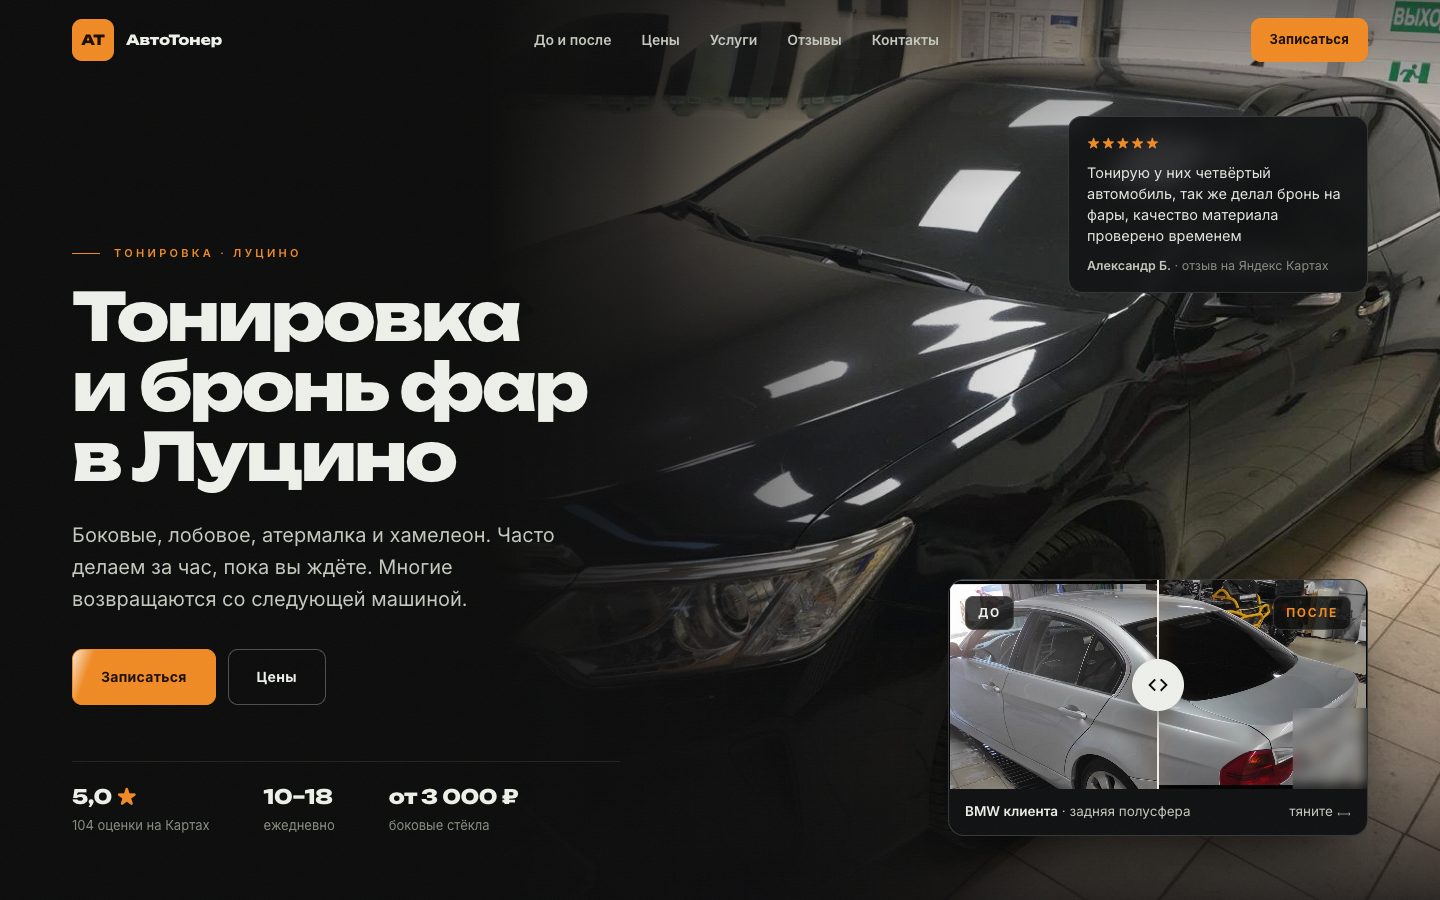 АТ АвтоТонер
До и после Цены Услуги Отзывы Контакты
Записаться
Тонирую у них четвёртый
автомобиль, так же делал бронь на
фары, качество материала
проверено временем
Александр Б. · отзыв на Яндекс Картах
ТОНИРОВКА · ЛУЦИНО
Тонировка
и бронь фар
в Луцино
Боковые, лобовое, атермалка и хамелеон. Часто
делаем за час, пока вы ждёте. Многие
возвращаются со следующей машиной.
Записаться Цены
5,0 ★
104 оценки на Картах
10–18
ежедневно
от 3 000 ₽
боковые стёкла
ДО
ПОСЛЕ
BMW клиента · задняя полусфера
тяните